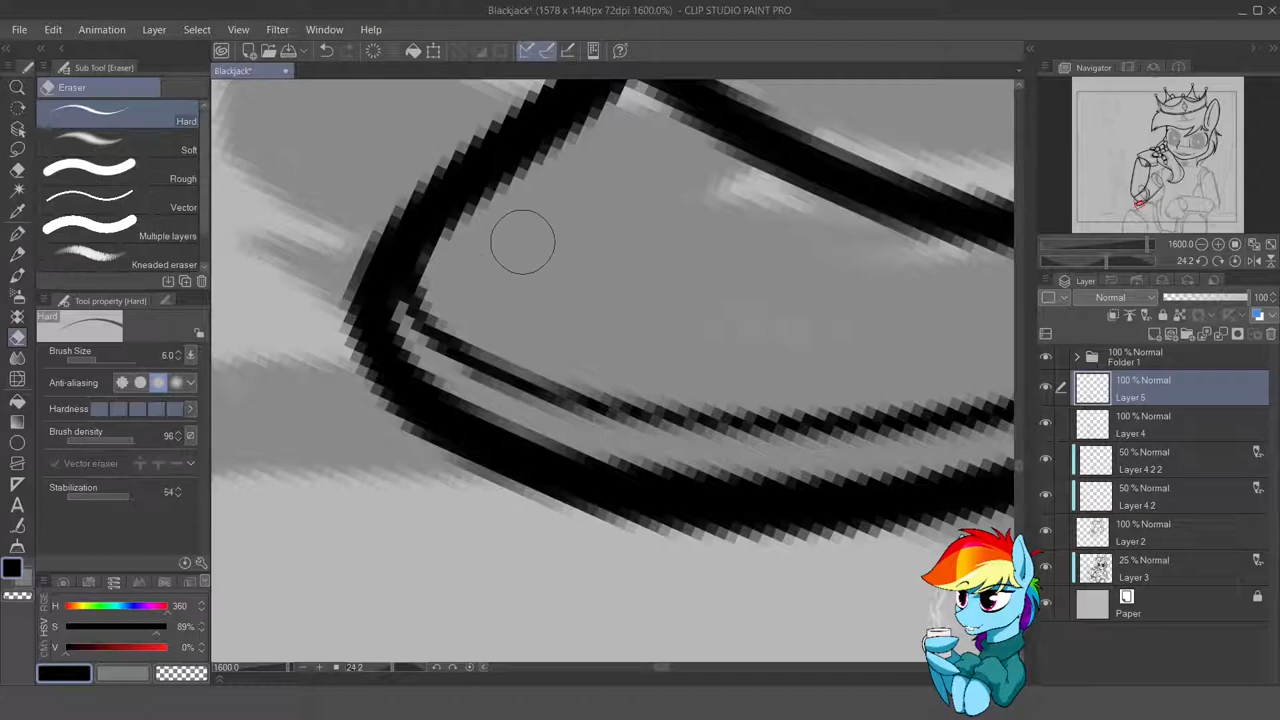 Blackjack* (1578 x 1440px 72dpi 1600.0%) - CLIP STUDIO PAINT PRO
File Edit Animation Layer Select View Filter Window Help
Sub Tool [Eraser]
Blackjack*
Navigator
Eraser
Hard
Soft
Rough
Vector
Multiple layers
Kneaded eraser
1600.0
24.2
Tool property [Hard]
Layer
Hard
Normal 100
Brush Size 6.0
Anti-aliasing
Hardness
Brush density 96
Vector eraser
Stabilization 54
100 % Normal
Folder 1
100 % Normal
Layer 5
100 % Normal
Layer 4
50 % Normal
Layer 4 2 2
50 % Normal
Layer 4 2
100 % Normal
Layer 2
25 % Normal
Layer 3
Paper
H 360
S 89%
V 0%
RGB
HSV
1600.0 24.2